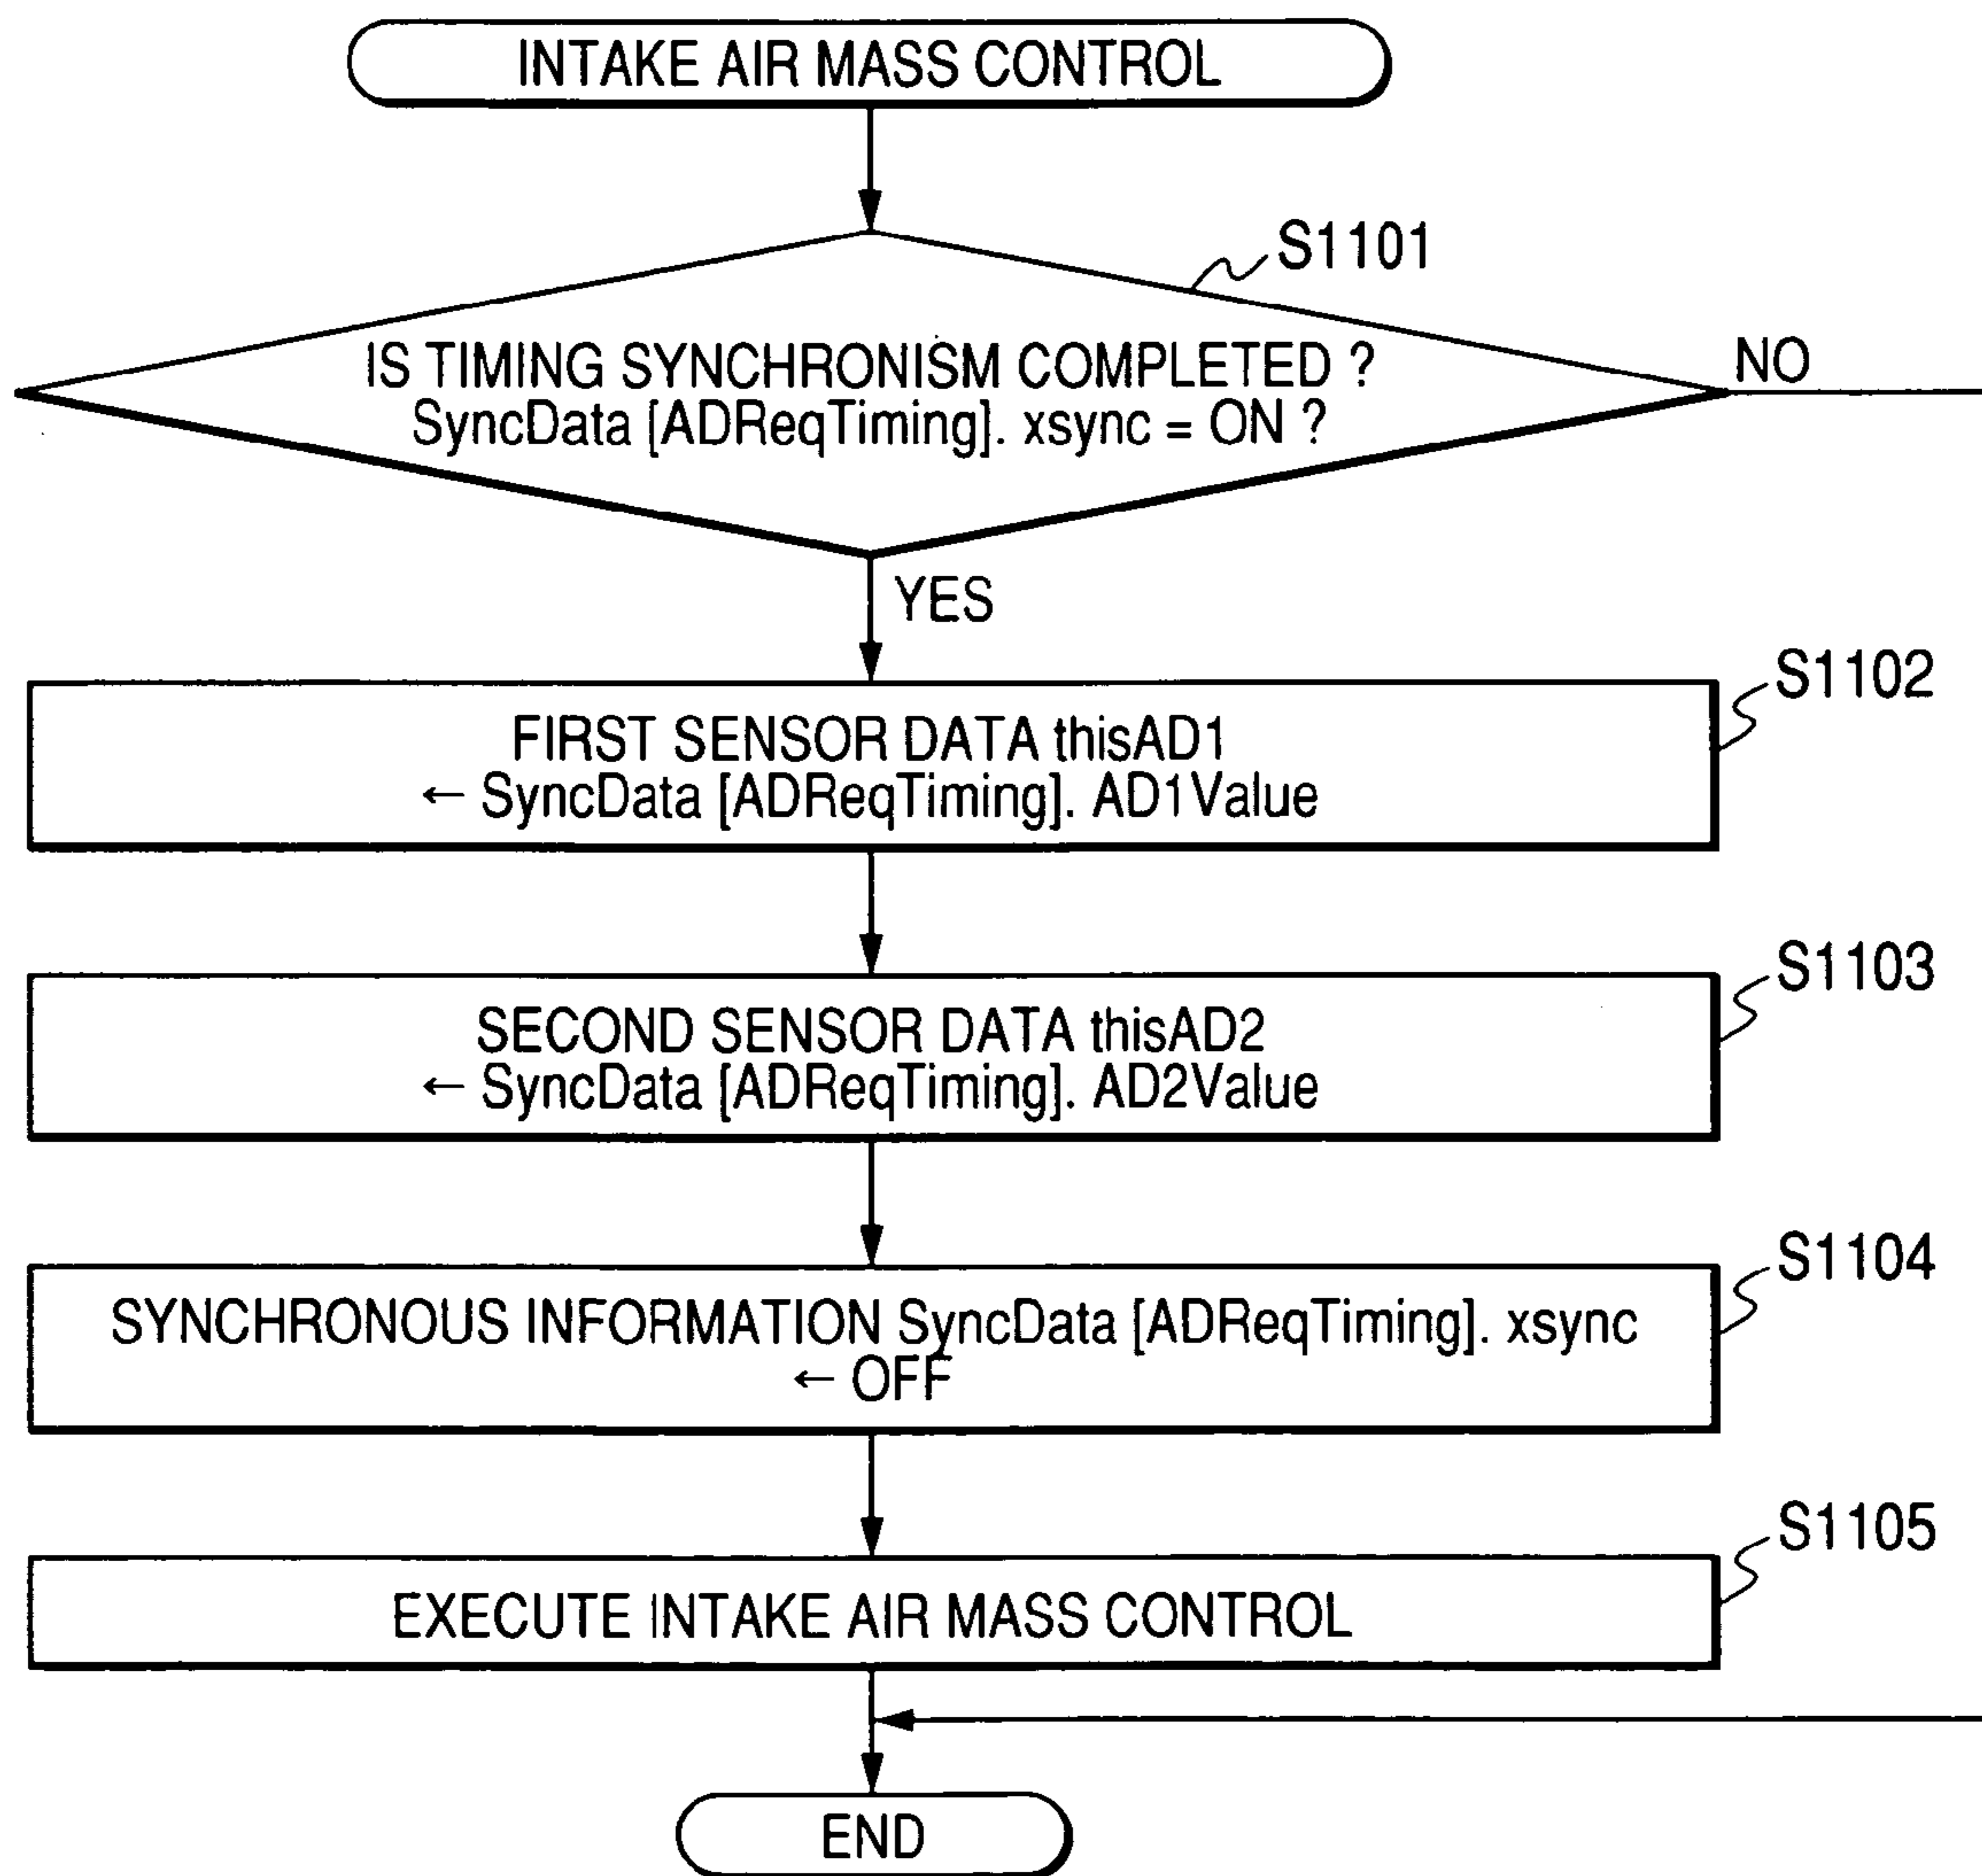 INTAKE AIR MASS CONTROL
S1101
IS TIMING SYNCHRONISM COMPLETED ?
SyncData [ADReqTiming]. xsync = ON ?
NO
YES
S1102
FIRST SENSOR DATA thisAD1
← SyncData [ADReqTiming]. AD1Value
S1103
SECOND SENSOR DATA thisAD2
← SyncData [ADReqTiming]. AD2Value
S1104
SYNCHRONOUS INFORMATION SyncData [ADReqTiming]. xsync
← OFF
S1105
EXECUTE INTAKE AIR MASS CONTROL
END